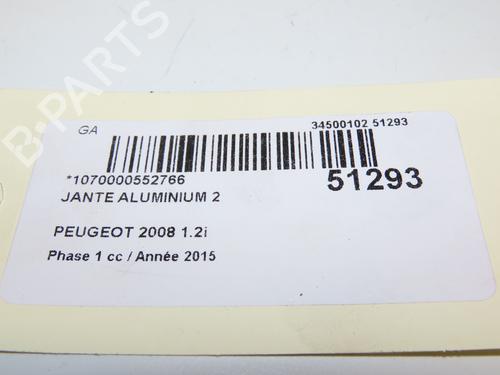 B-PARTS
GA
34500102 51293
*1070000552766
51293
JANTE ALUMINIUM 2
PEUGEOT 2008 1.2i
Phase 1 cc / Année 2015